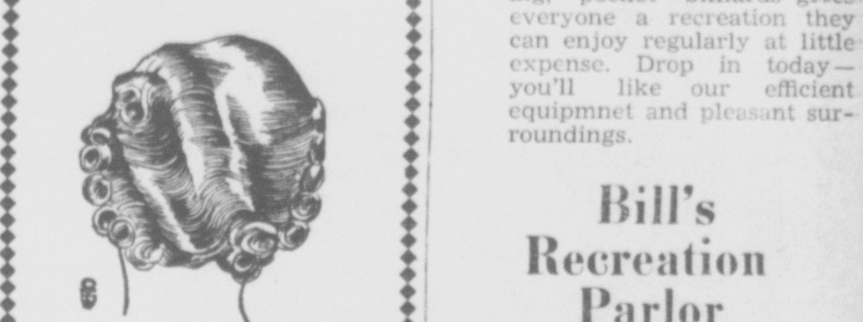 everyone a recreation they
can enjoy regularly at little
expense. Drop in today—
you'll like our efficient
equipmnet and pleasant sur-
roundings.
Bill's
Recreation
Parlor